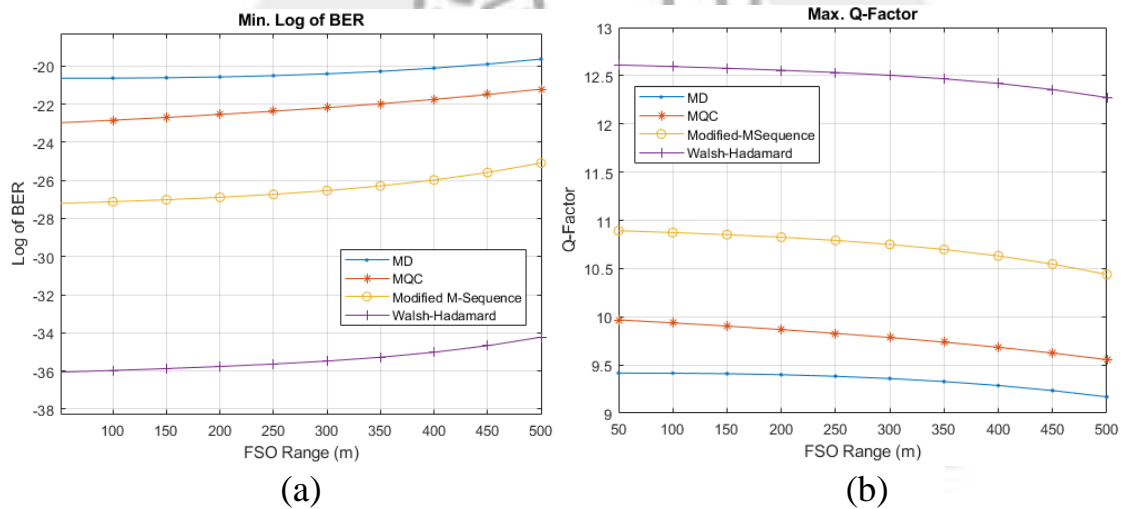 Min. Log of BER
Log of BER
-20
-22
-24
-26
-28
-30
-32
-34
-36
-38
MD
MQC
Modified M-Sequence
Walsh-Hadamard
100 150 200 250 300 350 400 450 500
FSO Range (m)
(a)
Max. Q-Factor
Q-Factor
13
12.5
12
11.5
11
10.5
10
9.5
9
MD
MQC
Modified-MSequence
Walsh-Hadamard
50 100 150 200 250 300 350 400 450 500
FSO Range (m)
(b)